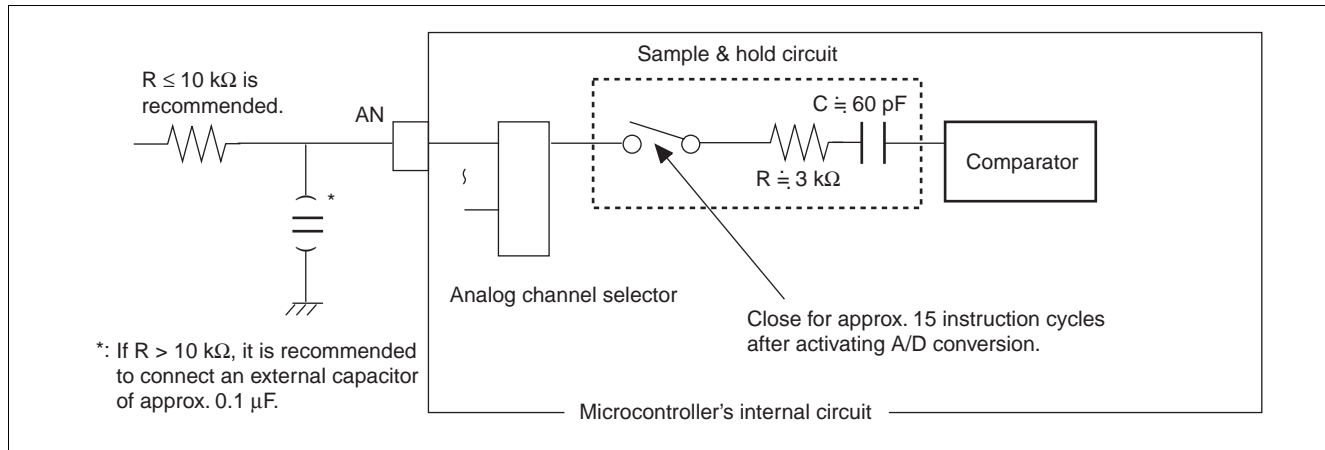 Sample & hold circuit
R ≤ 10 kΩ is
recommended.
AN
C ≒ 60 pF
R ≒ 3 kΩ
Comparator
*
Analog channel selector
Close for approx. 15 instruction cycles
after activating A/D conversion.
*: If R > 10 kΩ, it is recommended
to connect an external capacitor
of approx. 0.1 μF.
Microcontroller's internal circuit